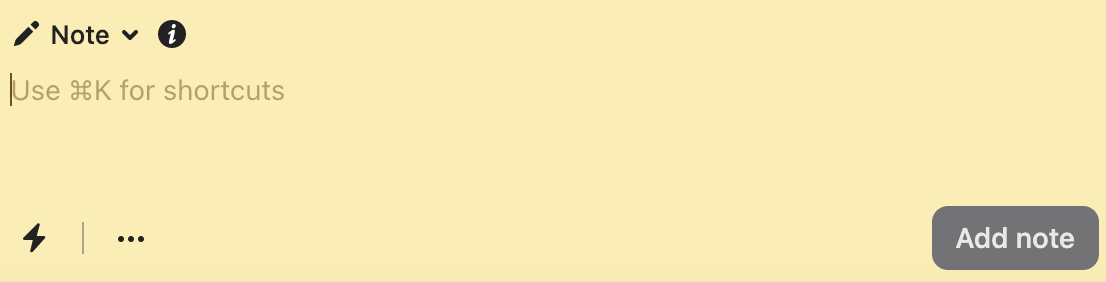 Note
Use ⌘K for shortcuts
Add note